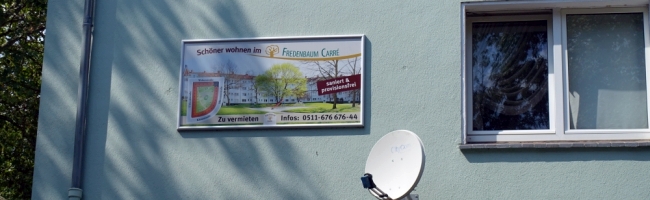 Schöner wohnen im FREDENBAUM CARRÉ
saniert &
provisionsfrei
Zu vermieten Infos: 0511-676 676-44